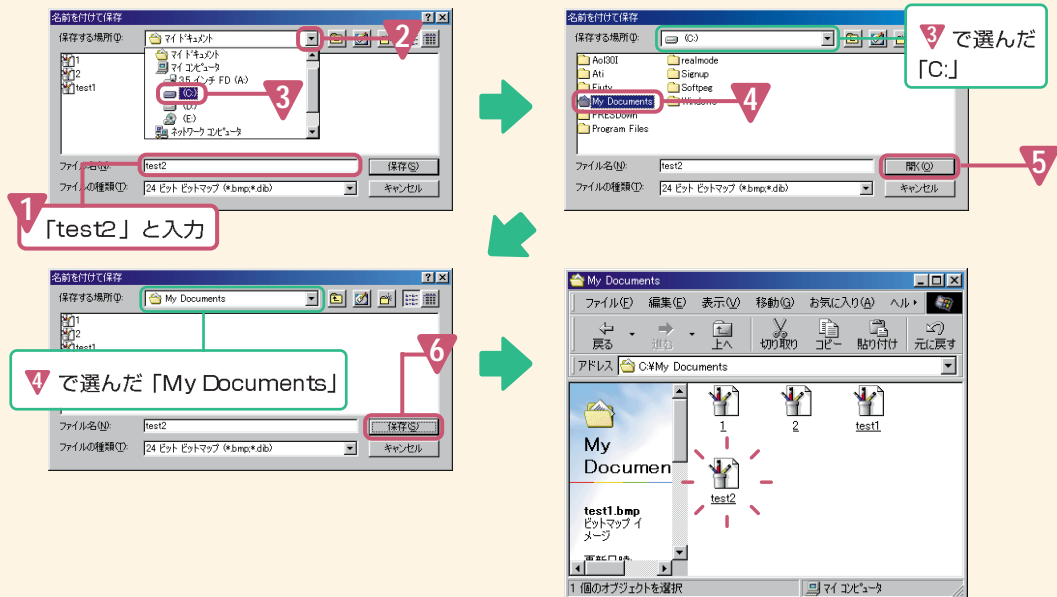 名前を付けて保存
保存する場所(I):
マイ ドキュメント
2
1
2
test1
マイ ドキュメント
マイ コンピュータ
3.5 インチ FD (A:)
(C:)
3
(D:)
(E:)
ネットワーク コンピュータ
ファイル名(N):
test2
保存(S)
ファイルの種類(T):
24 ビット ビットマップ (*.bmp;*.dib)
キャンセル
1
「test2」と入力
名前を付けて保存
保存する場所(I):
(C:)
3 で選んだ
「C:」
Aol30I
realmode
Ati
Signup
Softpeg
My Documents
4
Windows
Program Files
ファイル名(N):
test2
開く(O)
5
ファイルの種類(T):
24 ビット ビットマップ (*.bmp;*.dib)
キャンセル
名前を付けて保存
保存する場所(I):
My Documents
1
2
test1
6
4 で選んだ「My Documents」
ファイル名(N):
test2
保存(S)
ファイルの種類(T):
24 ビット ビットマップ (*.bmp;*.dib)
キャンセル
My Documents
ファイル(F) 編集(E) 表示(V) 移動(G) お気に入り(A) ヘル
戻る 進む 上へ 切り取り コピー 貼り付け 元に戻す
アドレス C:¥My Documents
1 2 test1
My
Documen
test2
test1.bmp
ビットマップ イ
メージ
更新日時:
1 個のオブジェクトを選択
マイ コンピュータ